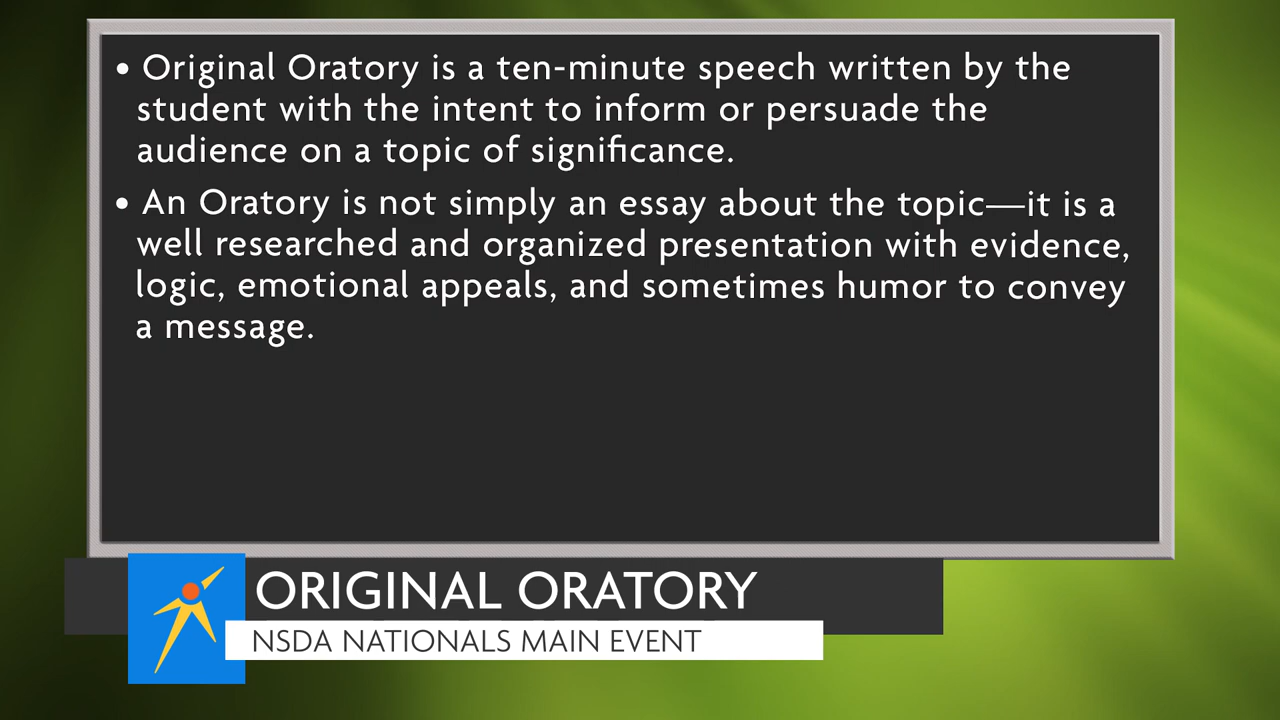 • Original Oratory is a ten-minute speech written by the
student with the intent to inform or persuade the
audience on a topic of significance.
• An Oratory is not simply an essay about the topic—it is a
well researched and organized presentation with evidence,
logic, emotional appeals, and sometimes humor to convey
a message.
ORIGINAL ORATORY
NSDA NATIONALS MAIN EVENT